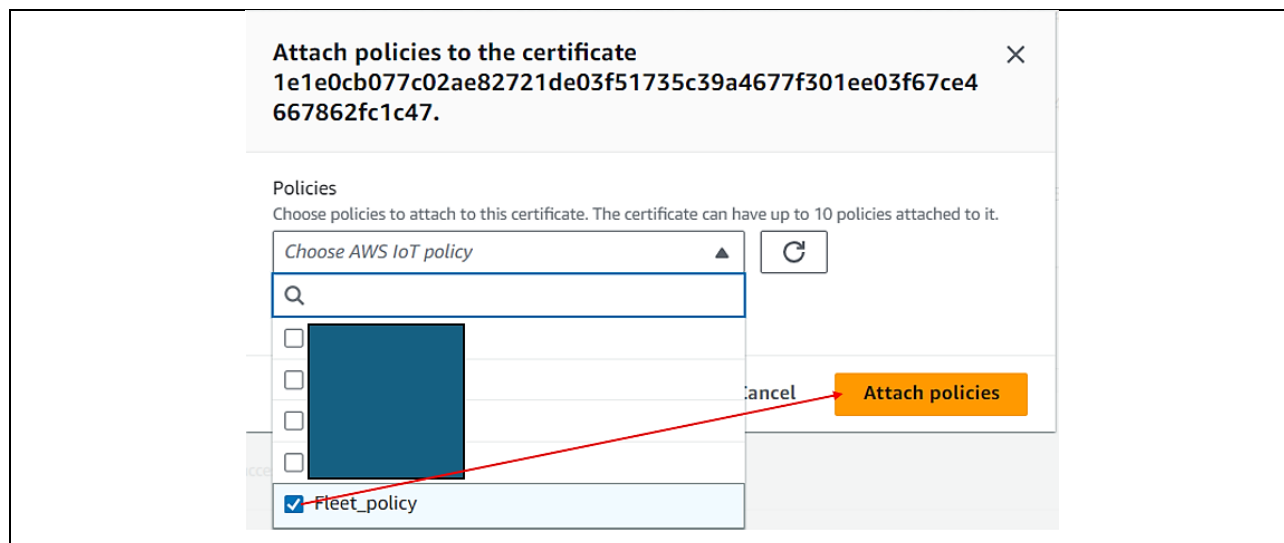 Attach policies to the certificate
1e1e0cb077c02ae82721de03f51735c39a4677f301ee03f67ce4
667862fc1c47.
Policies
Choose policies to attach to this certificate. The certificate can have up to 10 policies attached to it.
Choose AWS IoT policy
Cancel
Attach policies
Fleet_policy